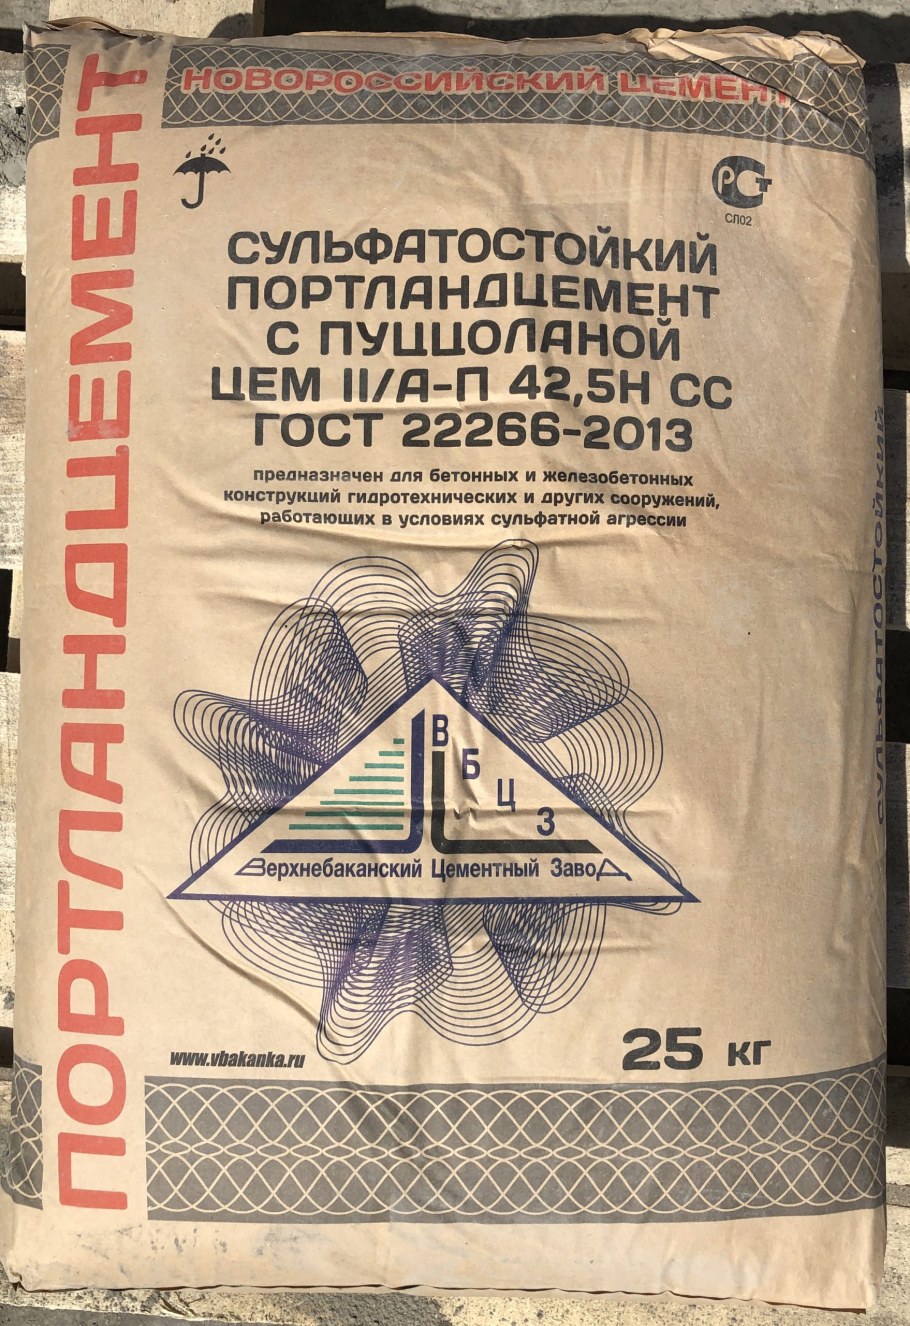 НОВОРОССИЙСКИЙ ЦЕМЕНТ
ПОРТЛАНДЦЕМЕНТ
РСТ
СП02
СУЛЬФАТОСТОЙКИЙ
ПОРТЛАНДЦЕМЕНТ
С ПУЦЦОЛАНОЙ
ЦЕМ II/А-П 42,5Н СС
ГОСТ 22266-2013
предназначен для бетонных и железобетонных
конструкций гидротехнических и других сооружений,
работающих в условиях сульфатной агрессии
В
Б
Ц
З
Верхнебаканский Цементный Завод
www.vbakanka.ru
25 кг
СУЛЬФАТОСТОЙКИЙ